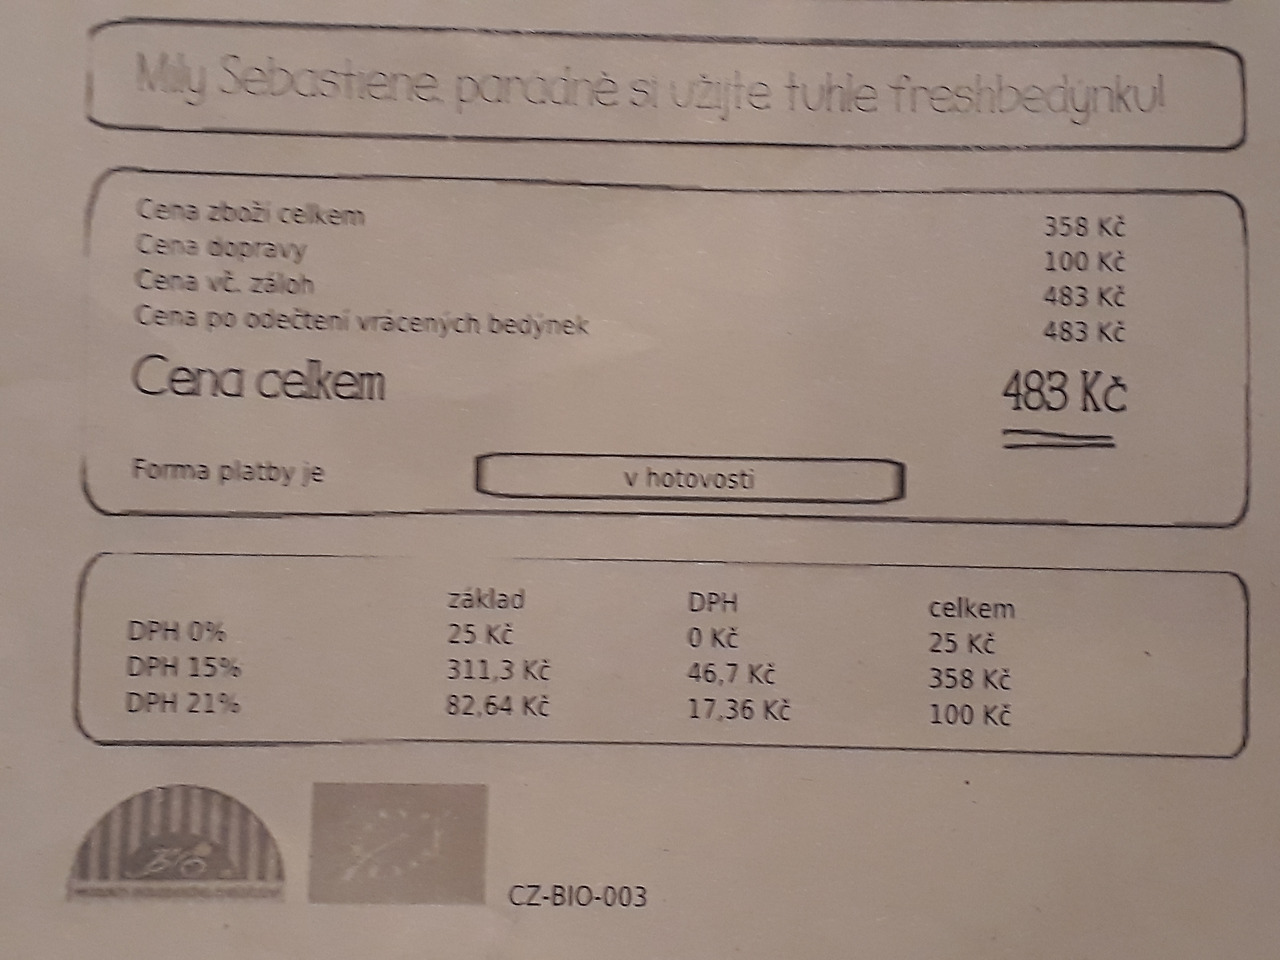 Milý Sebastiene, parádně si užijte tuhle freshbedýnku!
Cena zboží celkem 358 Kč
Cena dopravy 100 Kč
Cena vč. záloh 483 Kč
Cena po odečtení vrácených bedýnek 483 Kč
Cena celkem 483 Kč
Forma platby je v hotovosti
základ DPH celkem
DPH 0% 25 Kč 0 Kč 25 Kč
DPH 15% 311,3 Kč 46,7 Kč 358 Kč
DPH 21% 82,64 Kč 17,36 Kč 100 Kč
BIO
CZ-BIO-003